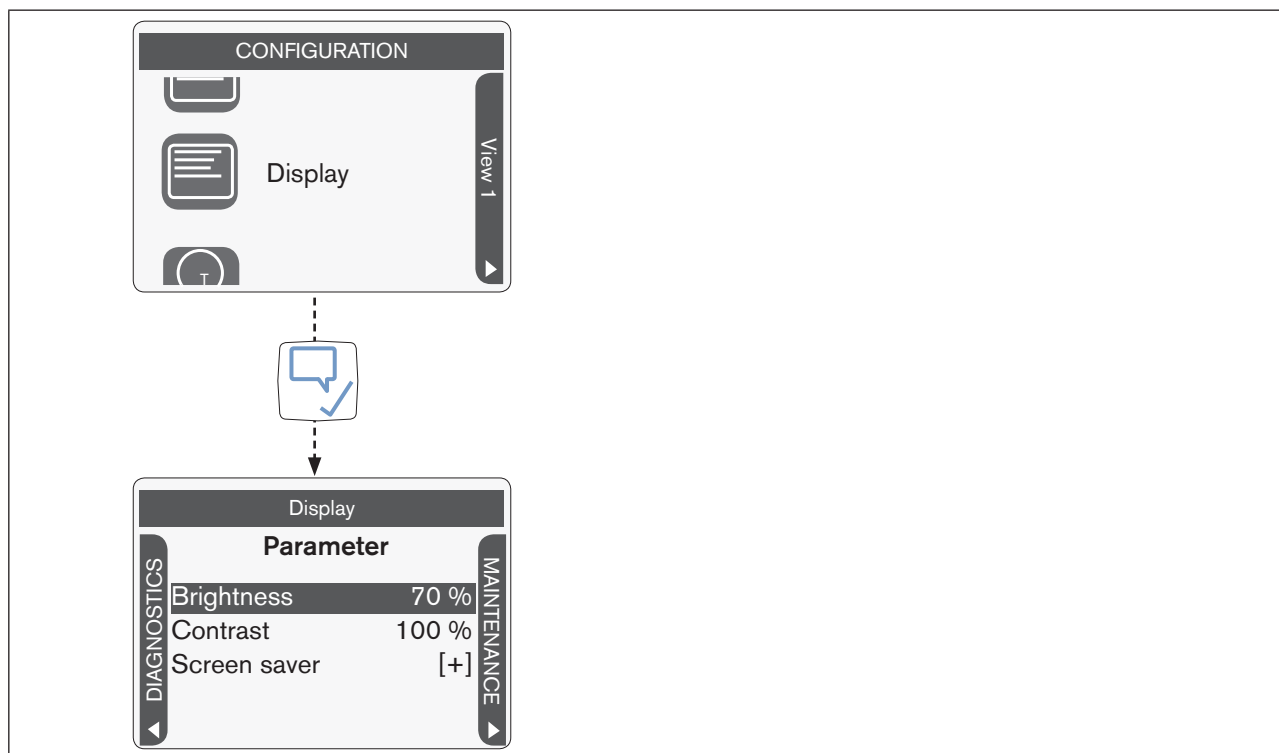 CONFIGURATION
Display
View 1
T
Display
Parameter
DIAGNOSTICS
MAINTENANCE
Brightness 70 %
Contrast 100 %
Screen saver [+]